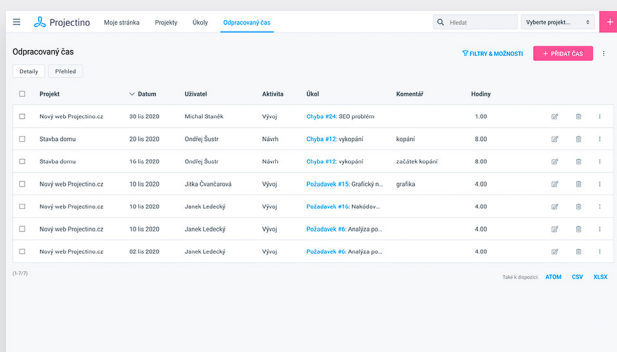 Projectino Moje stránka Projekty Úkoly Odpracovaný čas Hledat Vyberte projekt...
Odpracovaný čas FILTRY & MOŽNOSTI + PŘIDAT ČAS
Detaily Přehled
Projekt Datum Uživatel Aktivita Úkol Komentář Hodiny
Nový web Projectino.cz 30 lis 2020 Michal Staněk Vývoj Chyba #24: SEO problém 1.00
Stavba domu 20 lis 2020 Ondřej Šustr Návrh Chyba #12: vykopání kopání 8.00
Stavba domu 16 lis 2020 Ondřej Šustr Návrh Chyba #12: vykopání začátek kopání 8.00
Nový web Projectino.cz 10 lis 2020 Jitka Čvančarová Vývoj Požadavek #15: Grafický n... grafika 4.00
Nový web Projectino.cz 10 lis 2020 Janek Ledecký Vývoj Požadavek #16: Nakódov... 4.00
Nový web Projectino.cz 10 lis 2020 Janek Ledecký Vývoj Požadavek #6: Analýza po... 4.00
Nový web Projectino.cz 02 lis 2020 Janek Ledecký Vývoj Požadavek #6: Analýza po... 4.00
(1-7/7) Také k dispozici: ATOM CSV XLSX